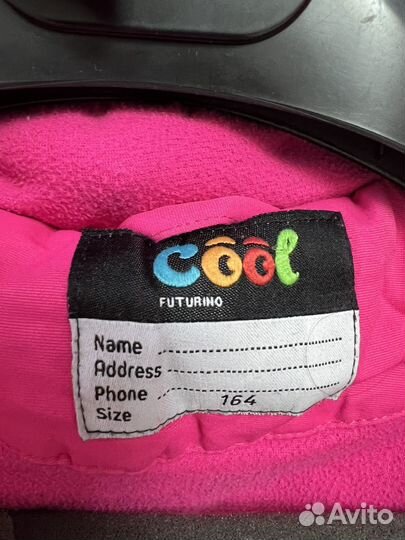 cool
FUTURINO
Name
Address
Phone
Size 164
Avito